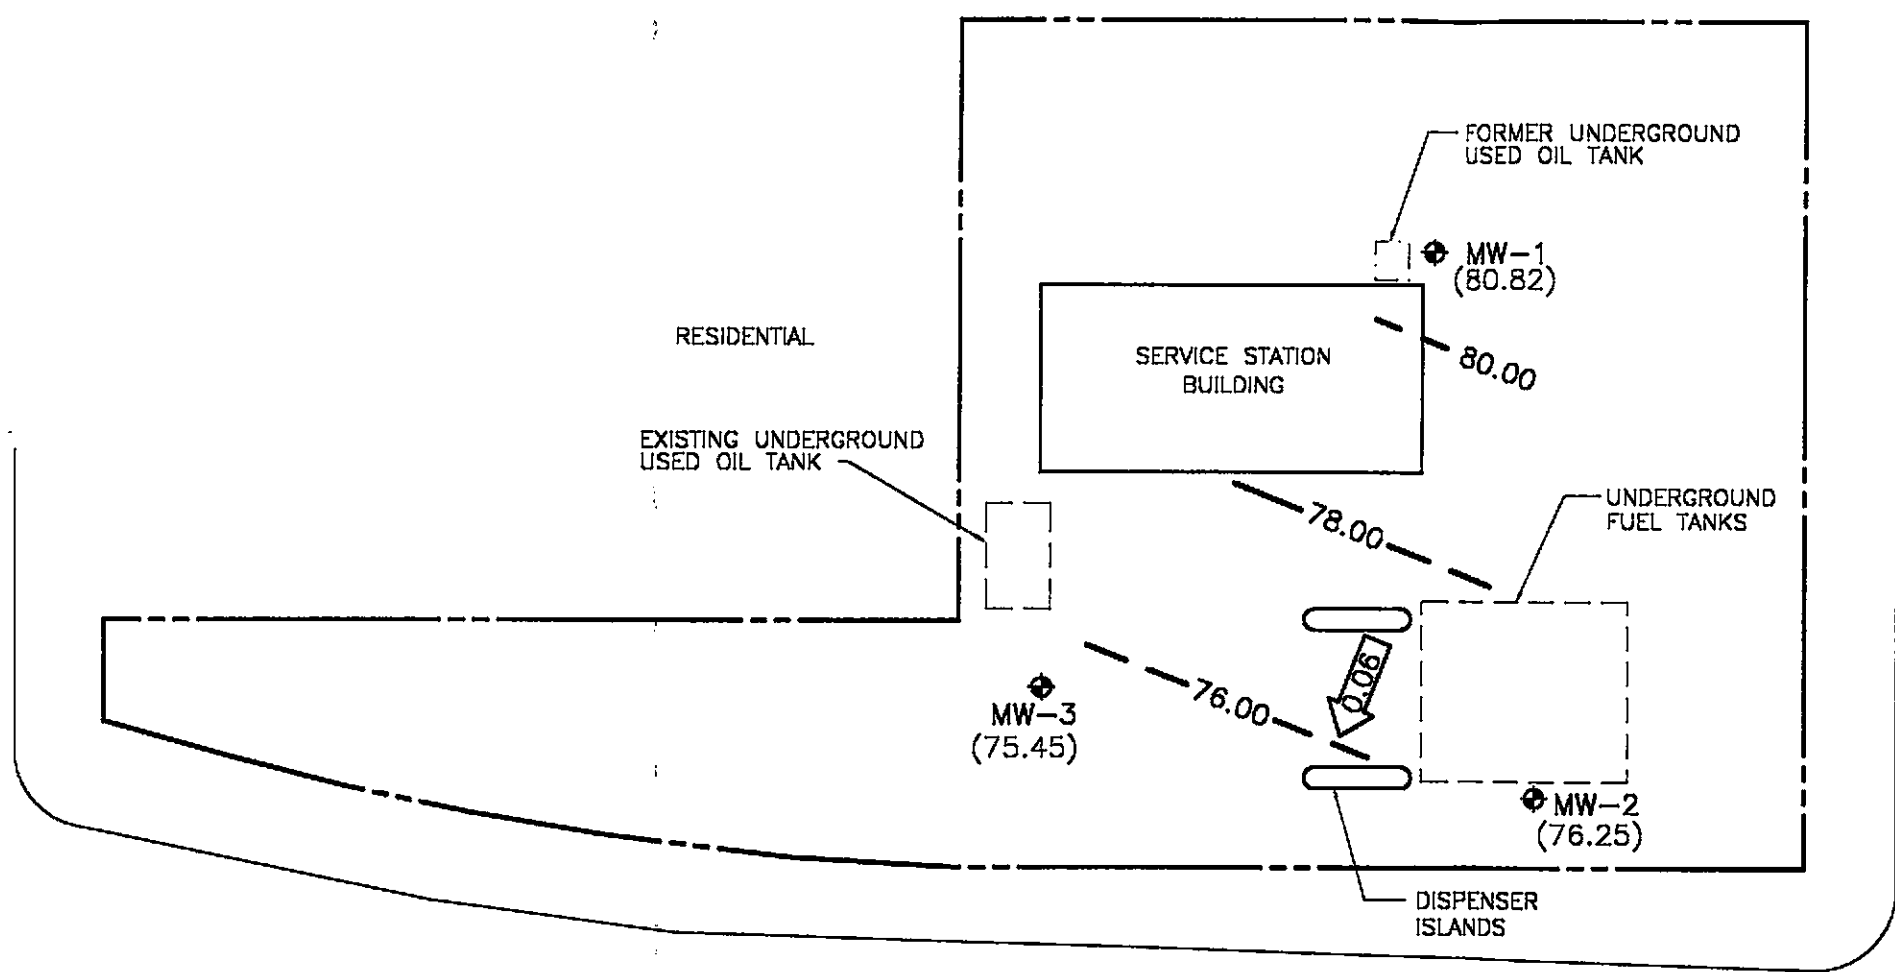 FORMER UNDERGROUND
USED OIL TANK
MW-1
(80.82)
RESIDENTIAL
SERVICE STATION
BUILDING
80.00
EXISTING UNDERGROUND
USED OIL TANK
78.00
UNDERGROUND
FUEL TANKS
0.06
76.00
MW-3
(75.45)
MW-2
(76.25)
DISPENSER
ISLANDS